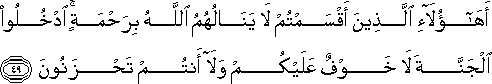 أَهَٰٓؤُلَآءِ ٱلَّذِينَ أَقْسَمْتُمْ لَا يَنَالُهُمُ ٱللَّهُ بِرَحْمَةٍ ۚ ٱدْخُلُوا۟
ٱلْجَنَّةَ لَا خَوْفٌ عَلَيْكُمْ وَلَآ أَنتُمْ تَحْزَنُونَ ﴿٤٩﴾